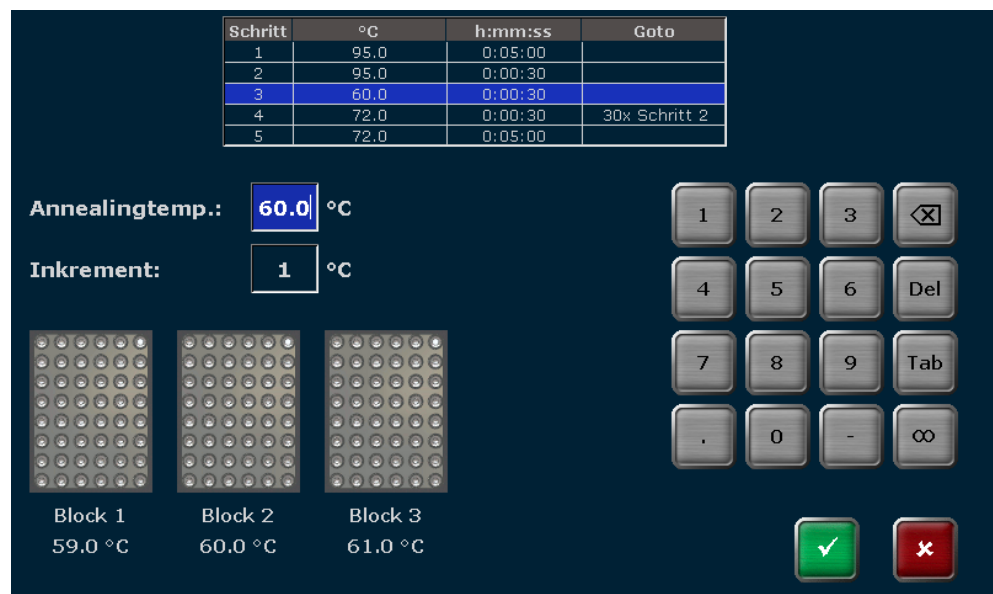 Schritt °C h:mm:ss Goto
1 95.0 0:05:00
2 95.0 0:00:30
3 60.0 0:00:30
4 72.0 0:00:30 30x Schritt 2
5 72.0 0:05:00
Annealingtemp.: 60.0 °C
Inkrement: 1 °C
1 2 3
4 5 6 Del
7 8 9 Tab
. 0 - ∞
Block 1 Block 2 Block 3
59.0 °C 60.0 °C 61.0 °C